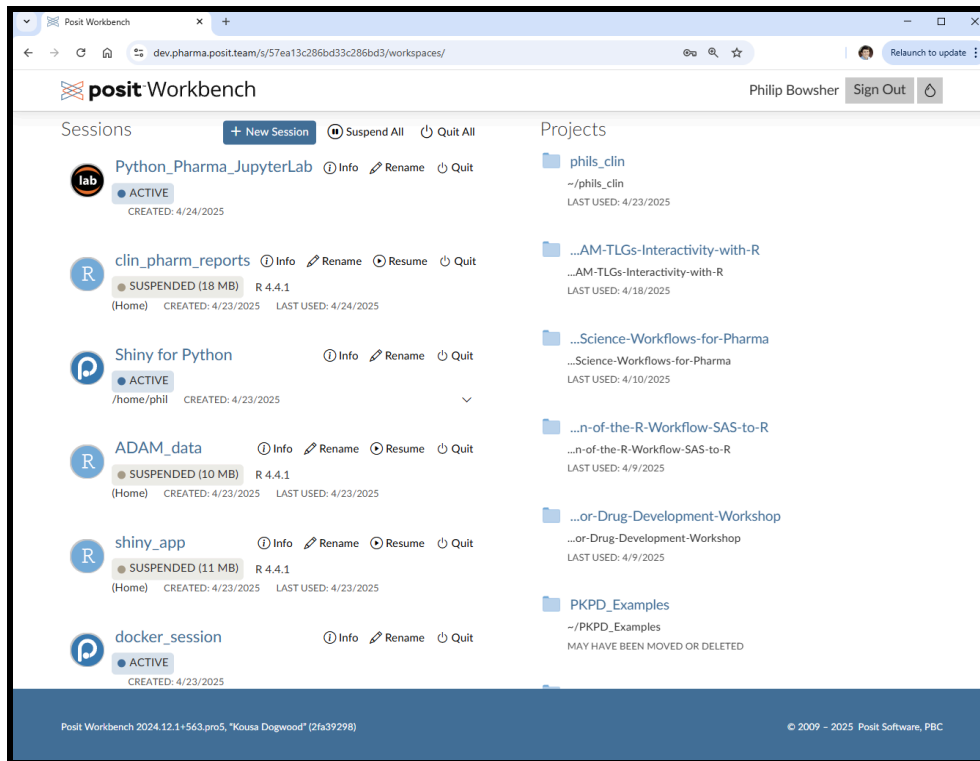 Posit Workbench
dev.pharma.posit.team/s/57ea13c286bd33c286bd3/workspaces/
Relaunch to update
posit Workbench
Philip Bowsher Sign Out
Sessions + New Session Suspend All Quit All
lab
Python_Pharma_JupyterLab Info Rename Quit
ACTIVE
CREATED: 4/24/2025
R
clin_pharm_reports Info Rename Resume Quit
SUSPENDED (18 MB) R 4.4.1
(Home) CREATED: 4/23/2025 LAST USED: 4/24/2025
Shiny for Python Info Rename Quit
ACTIVE
/home/phil CREATED: 4/23/2025
R
ADAM_data Info Rename Resume Quit
SUSPENDED (10 MB) R 4.4.1
(Home) CREATED: 4/23/2025 LAST USED: 4/23/2025
R
shiny_app Info Rename Resume Quit
SUSPENDED (11 MB) R 4.4.1
(Home) CREATED: 4/23/2025 LAST USED: 4/23/2025
docker_session Info Rename Quit
ACTIVE
CREATED: 4/23/2025
Projects
phils_clin
~/phils_clin
LAST USED: 4/23/2025
...AM-TLGs-Interactivity-with-R
...AM-TLGs-Interactivity-with-R
LAST USED: 4/18/2025
...Science-Workflows-for-Pharma
...Science-Workflows-for-Pharma
LAST USED: 4/10/2025
...n-of-the-R-Workflow-SAS-to-R
...n-of-the-R-Workflow-SAS-to-R
LAST USED: 4/9/2025
...or-Drug-Development-Workshop
...or-Drug-Development-Workshop
LAST USED: 4/9/2025
PKPD_Examples
~/PKPD_Examples
MAY HAVE BEEN MOVED OR DELETED
Posit Workbench 2024.12.1+563.pro5, "Kousa Dogwood" (2fa39298)
© 2009 – 2025 Posit Software, PBC